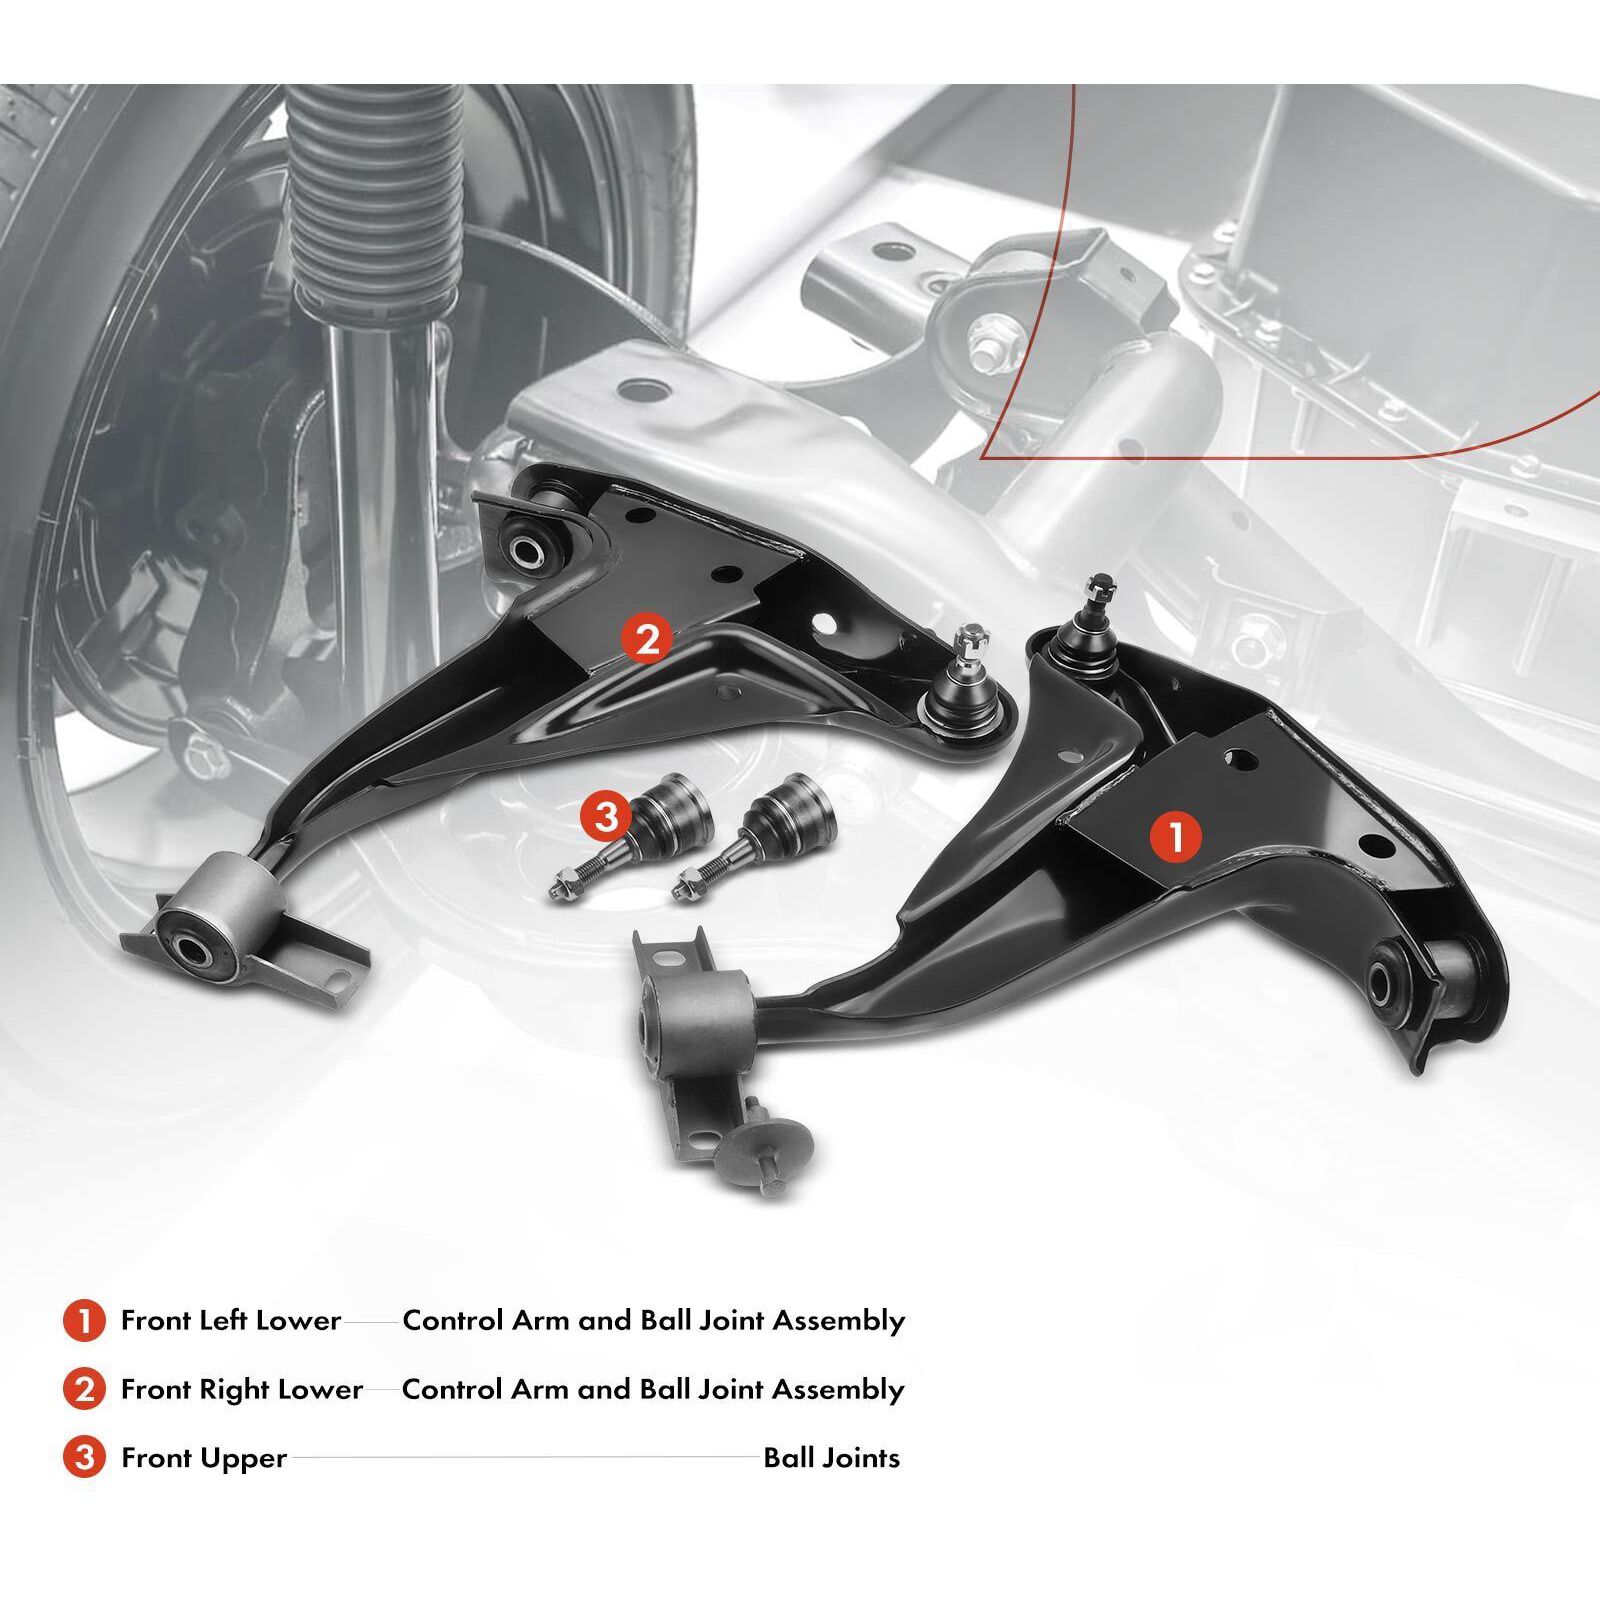 2
3
1
1 Front Left Lower Control Arm and Ball Joint Assembly
2 Front Right Lower Control Arm and Ball Joint Assembly
3 Front Upper Ball Joints